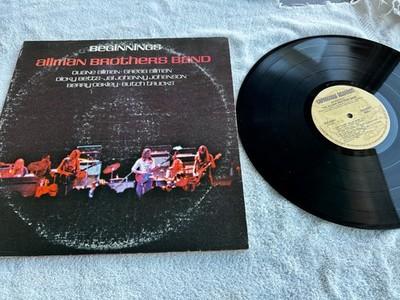 BEGINNINGS
allman BROTHERS BAND
Duane allman · Gregg allman
Dicky Betts · Jai Johanny Johanson
Berry Oakley · Butch trucks